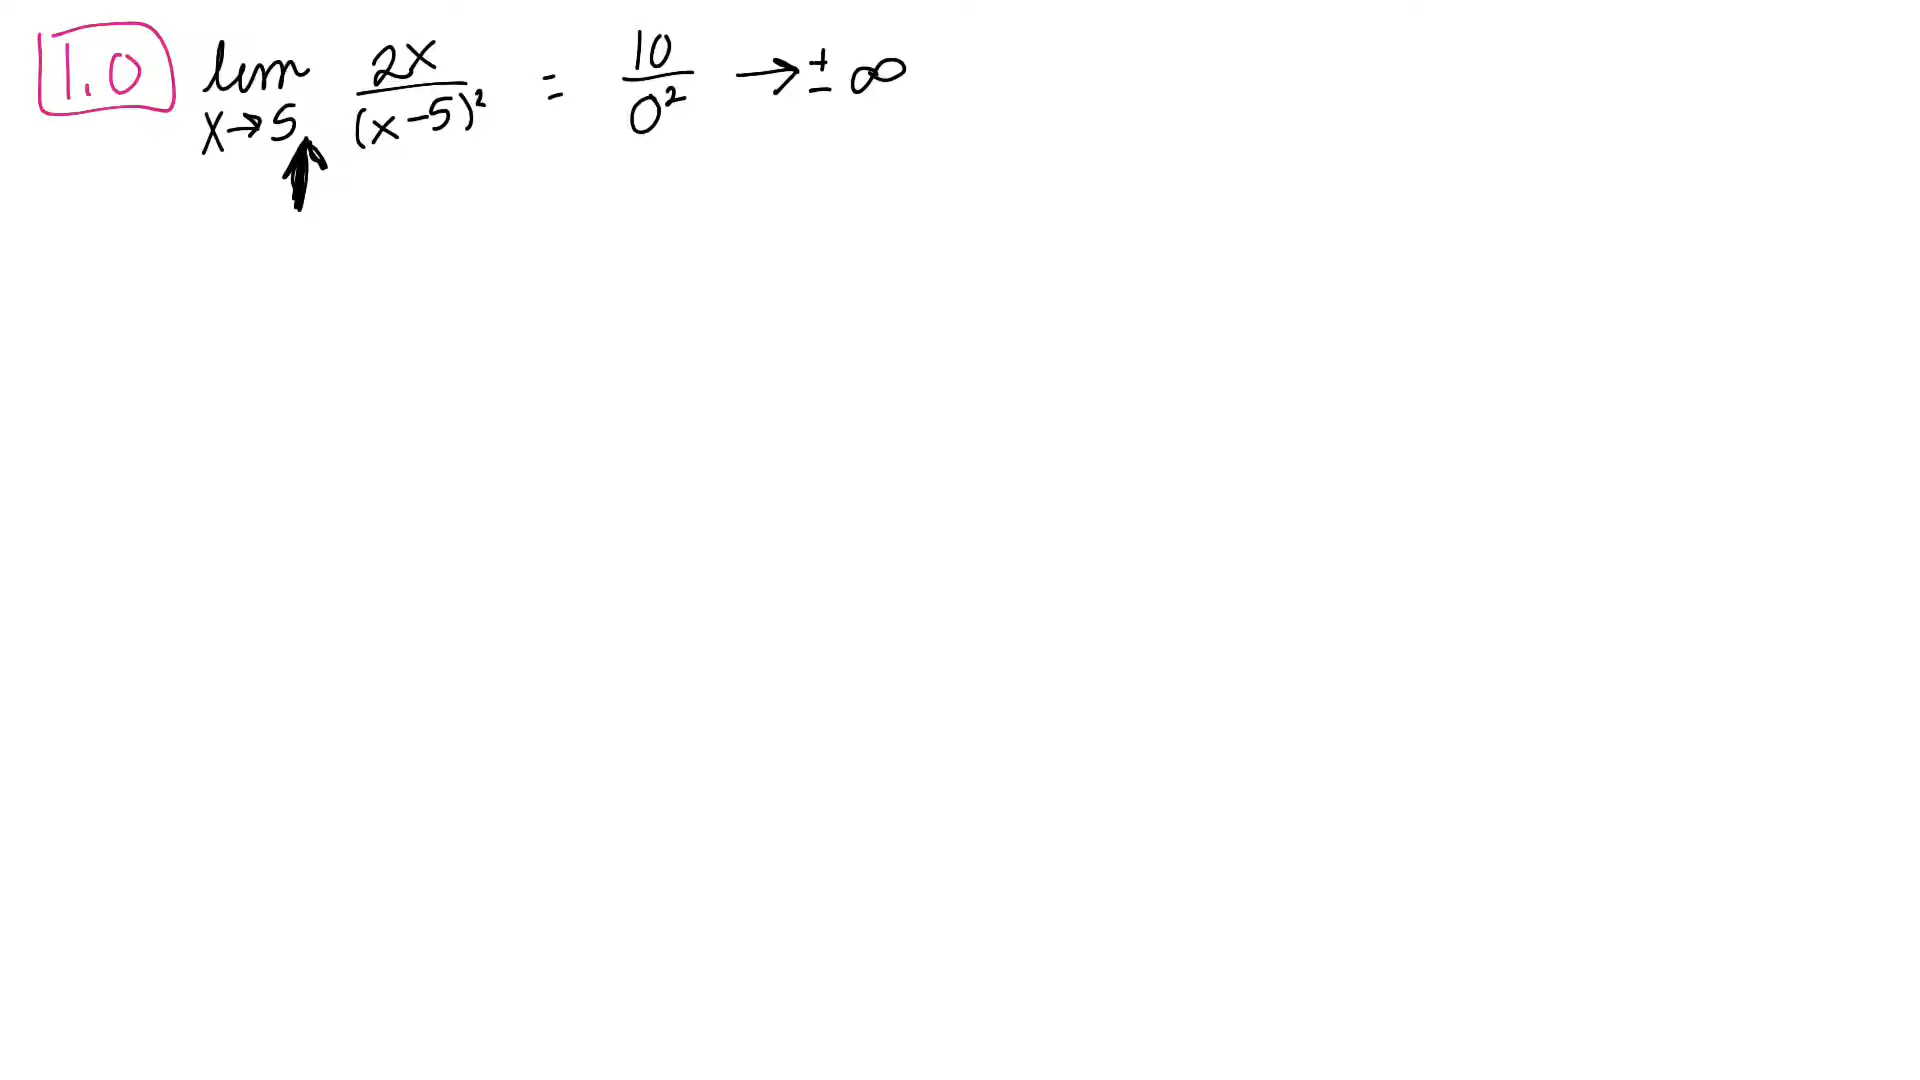 1.0 lim x→5 2x/(x-5)² = 10/0² → ± ∞